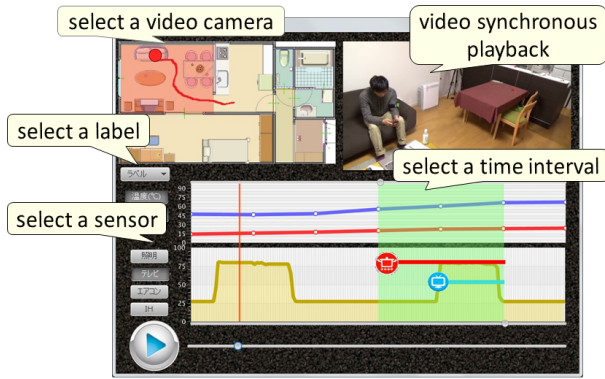 select a video camera
video synchronous
playback
select a label
select a time interval
ラベル
温度(℃)
select a sensor
90
75
60
45
30
15
0
照明
テレビ
エアコン
IH
100
75
50
25
0